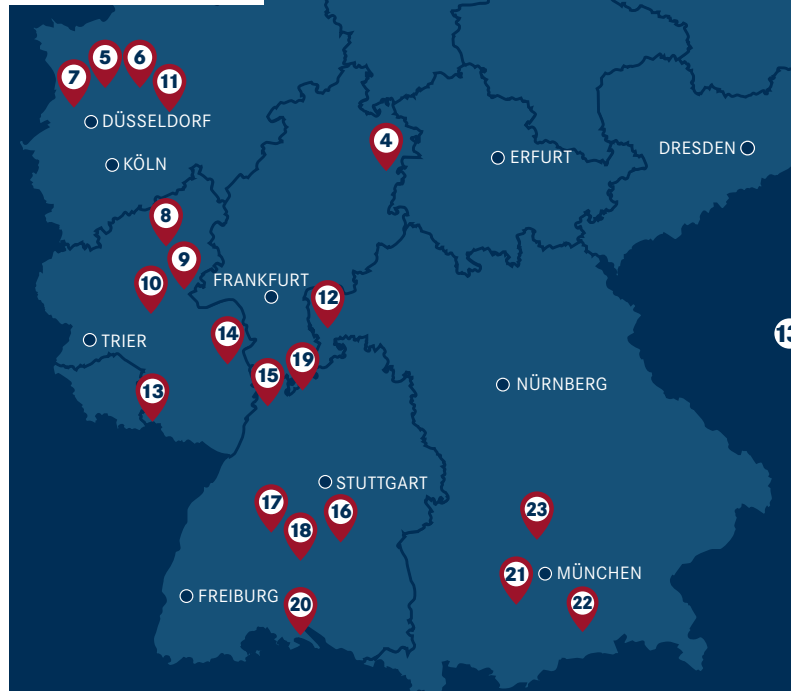 5
6
7
11
DÜSSELDORF
4
KÖLN
ERFURT
DRESDEN
8
9
10
FRANKFURT
12
14
TRIER
13
19
15
13
NÜRNBERG
STUTTGART
17
16
18
23
21
MÜNCHEN
FREIBURG
20
22